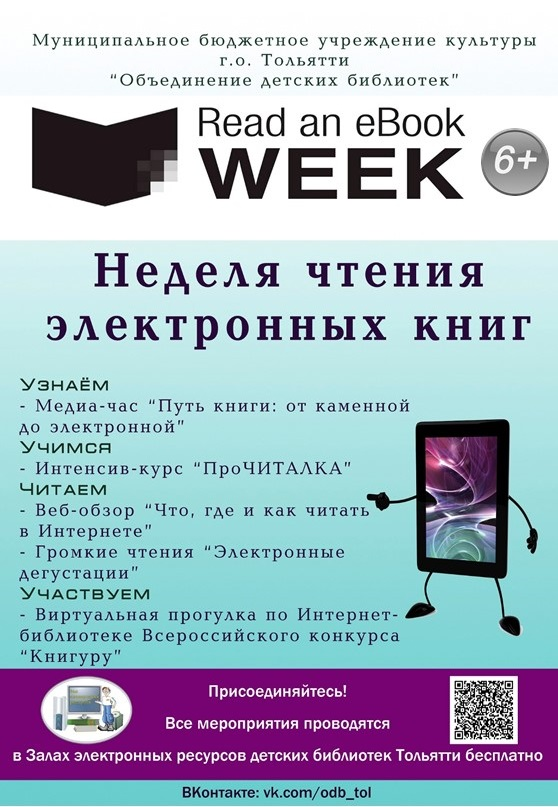 Муниципальное бюджетное учреждение культуры
г.о. Тольятти
“Объединение детских библиотек”
Read an eBook
WEEK
6+
Неделя чтения
электронных книг
Узнаём
- Медиа-час “Путь книги: от каменной
до электронной”
Учимся
- Интенсив-курс “ПроЧИТАЛКА”
Читаем
- Веб-обзор “Что, где и как читать
в Интернете”
- Громкие чтения “Электронные
дегустации”
Участвуем
- Виртуальная прогулка по Интернет-
библиотеке Всероссийского конкурса
“Книгуру”
Присоединяйтесь!
Все мероприятия проводятся
в Залах электронных ресурсов детских библиотек Тольятти бесплатно
ВКонтакте: vk.com/odb_tol